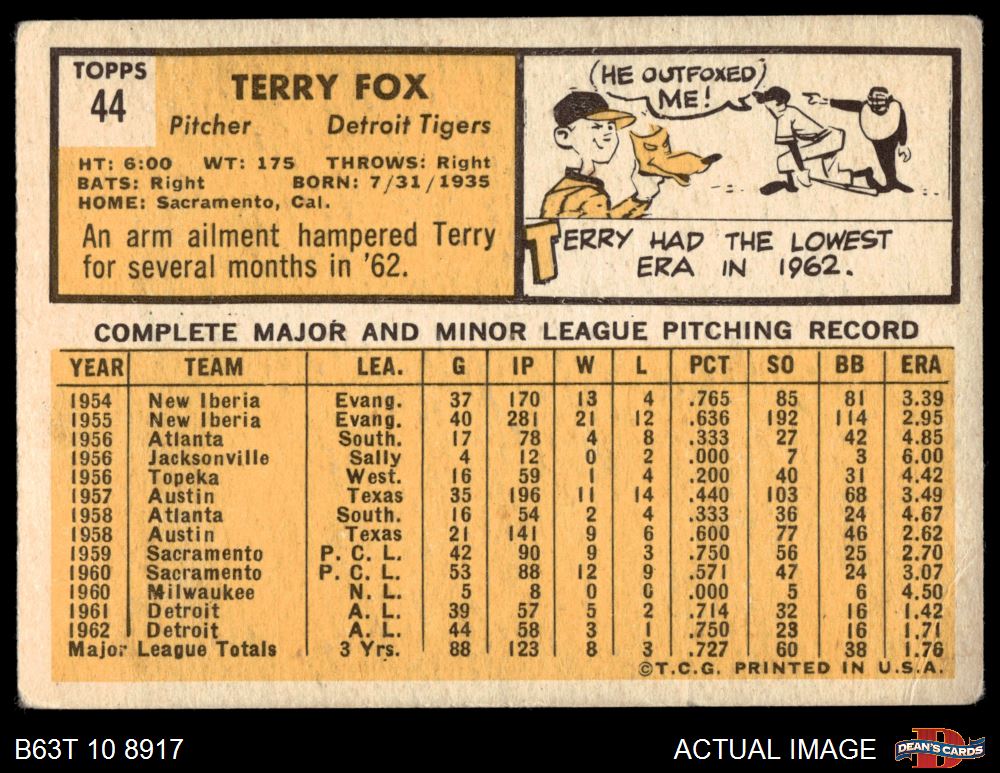 TOPPS
44
TERRY FOX
Pitcher Detroit Tigers
HT: 6:00 WT: 175 THROWS: Right
BATS: Right BORN: 7/31/1935
HOME: Sacramento, Cal.
An arm ailment hampered Terry
for several months in '62.
(HE OUTFOXED)
ME!
TERRY HAD THE LOWEST
ERA IN 1962.
COMPLETE MAJOR AND MINOR LEAGUE PITCHING RECORD
YEAR TEAM LEA. G IP W L PCT SO BB ERA
1954 New Iberia Evang. 37 170 13 4 .765 85 81 3.39
1955 New Iberia Evang. 40 281 21 12 .636 192 114 2.95
1956 Atlanta South. 17 78 4 8 .333 27 42 4.85
1956 Jacksonville Sally 4 12 0 2 .000 7 3 6.00
1956 Topeka West. 16 59 1 4 .200 40 31 4.42
1957 Austin Texas 35 196 11 14 .440 103 68 3.49
1958 Atlanta South. 16 54 2 4 .333 36 24 4.67
1958 Austin Texas 21 141 9 6 .600 77 46 2.62
1959 Sacramento P. C. L. 42 90 9 3 .750 56 25 2.70
1960 Sacramento P. C. L. 53 88 12 9 .571 47 24 3.07
1960 Milwaukee N. L. 5 8 0 0 .000 5 6 4.50
1961 Detroit A. L. 39 57 5 2 .714 32 16 1.42
1962 Detroit A. L. 44 58 3 1 .750 23 16 1.71
Major League Totals 3 Yrs. 88 123 8 3 .727 60 38 1.76
©T.C.G. PRINTED IN U.S.A.
B63T 10 8917 ACTUAL IMAGE
D
DEAN'S CARDS